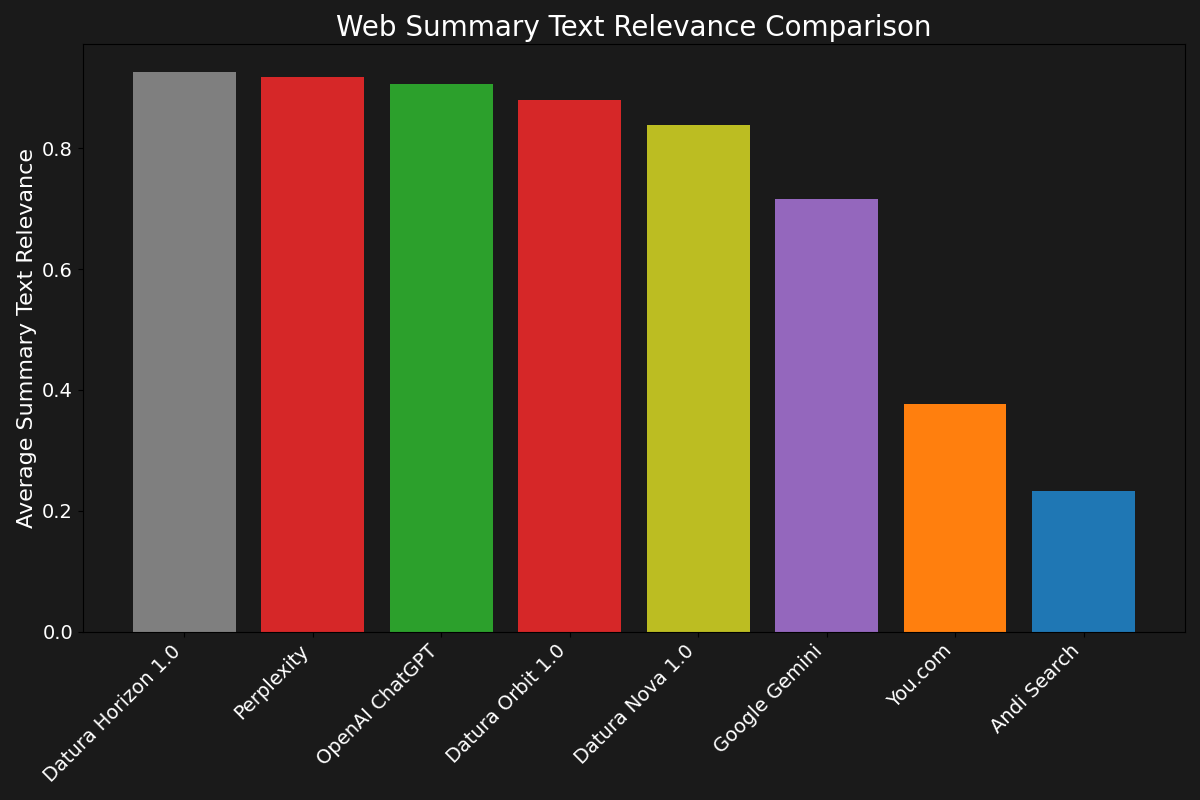 Web Summary Text Relevance Comparison
Average Summary Text Relevance
0.8
0.6
0.4
0.2
0.0
Datura Horizon 1.0
Perplexity
OpenAI ChatGPT
Datura Orbit 1.0
Datura Nova 1.0
Google Gemini
You.com
Andi Search